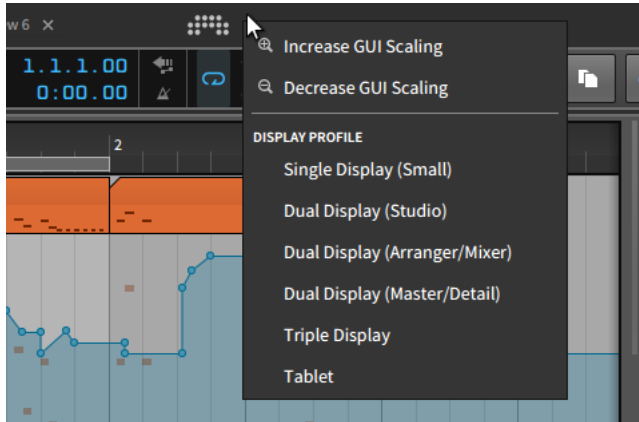 w 6 ×
1.1.1.00
0:00.00
2
Increase GUI Scaling
Decrease GUI Scaling
DISPLAY PROFILE
Single Display (Small)
Dual Display (Studio)
Dual Display (Arranger/Mixer)
Dual Display (Master/Detail)
Triple Display
Tablet